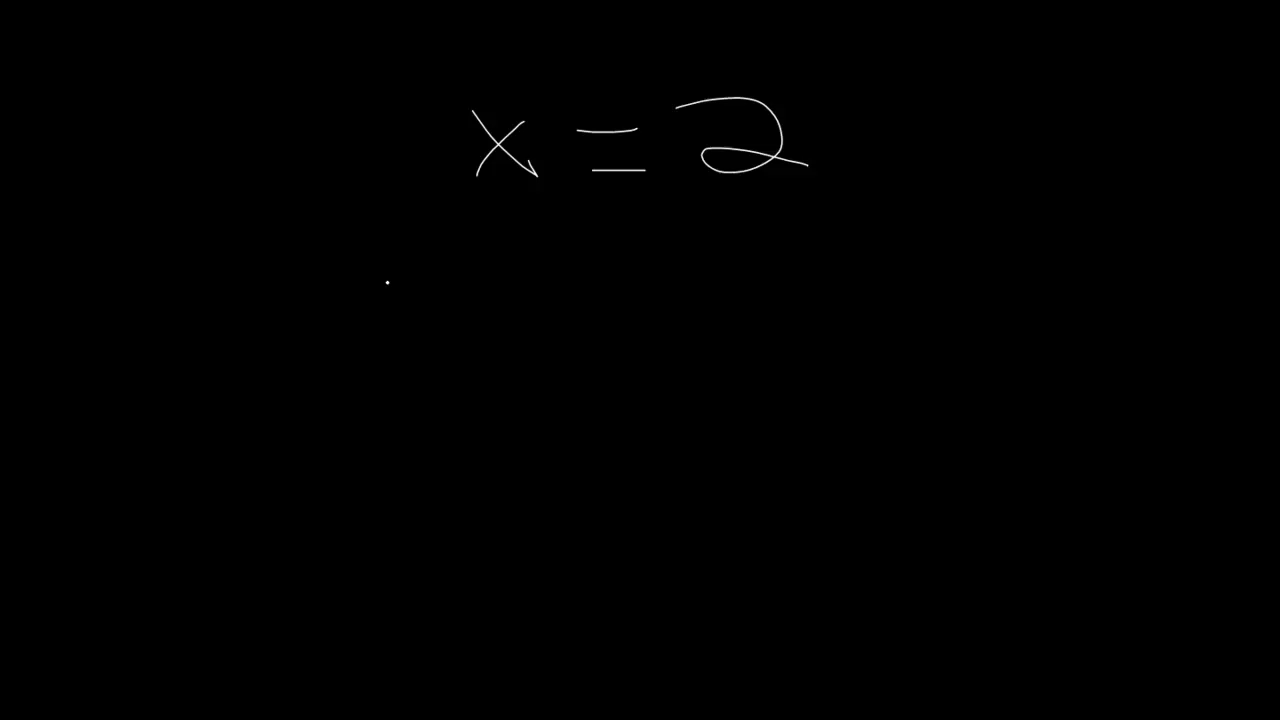 x = 2